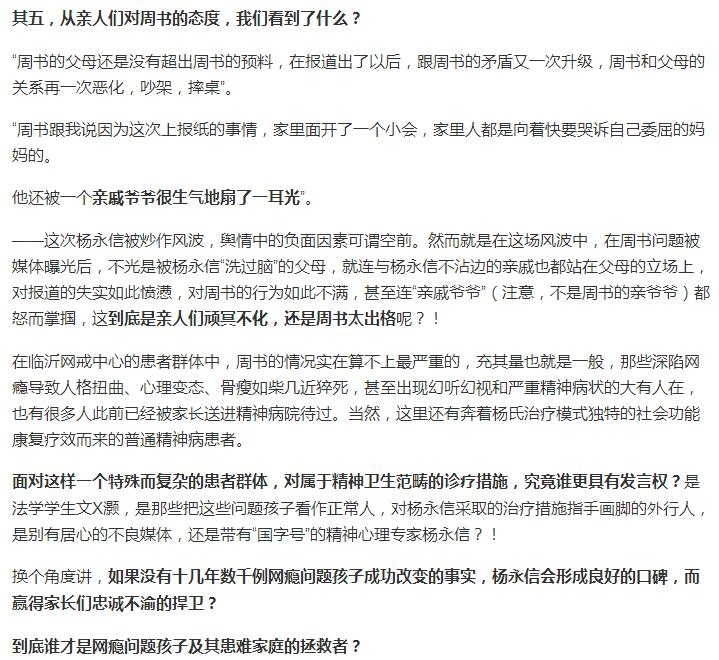 其五，从亲人们对周书的态度，我们看到了什么？
“周书的父母还是没有超出周书的预料，在报道出了以后，跟周书的矛盾又一次升级，周书和父母的
关系再一次恶化，吵架，摔桌”。
“周书跟我说因为这次上报纸的事情，家里面开了一个小会，家里人都是向着快要哭诉自己委屈的妈
妈的。
他还被一个亲戚爷爷很生气地扇了一耳光”。
——这次杨永信被炒作风波，舆情中的负面因素可谓空前。然而就是在这场风波中，在周书问题被
媒体曝光后，不光是被杨永信“洗过脑”的父母，就连与杨永信不沾边的亲戚也都站在父母的立场上，
对报道的失实如此愤懑，对周书的行为如此不满，甚至连“亲戚爷爷”（注意，不是周书的亲爷爷）都
怒而掌掴，这到底是亲人们顽冥不化，还是周书太出格呢？！
在临沂网戒中心的患者群体中，周书的情况实在算不上最严重的，充其量也就是一般，那些深陷网
瘾导致人格扭曲、心理变态、骨瘦如柴几近猝死，甚至出现幻听幻视和严重精神病状的大有人在，
也有很多人此前已经被家长送进精神病院待过。当然，这里还有奔着杨氏治疗模式独特的社会功能
康复疗效而来的普通精神病患者。
面对这样一个特殊而复杂的患者群体，对属于精神卫生范畴的诊疗措施，究竟谁更具有发言权？是
法学学生文X灏，是那些把这些问题孩子看作正常人，对杨永信采取的治疗措施指手画脚的外行人，
是别有居心的不良媒体，还是带有“国字号”的精神心理专家杨永信？！
换个角度讲，如果没有十几年数千例网瘾问题孩子成功改变的事实，杨永信会形成良好的口碑，而
赢得家长们忠诚不渝的捍卫？
到底谁才是网瘾问题孩子及其患难家庭的拯救者？